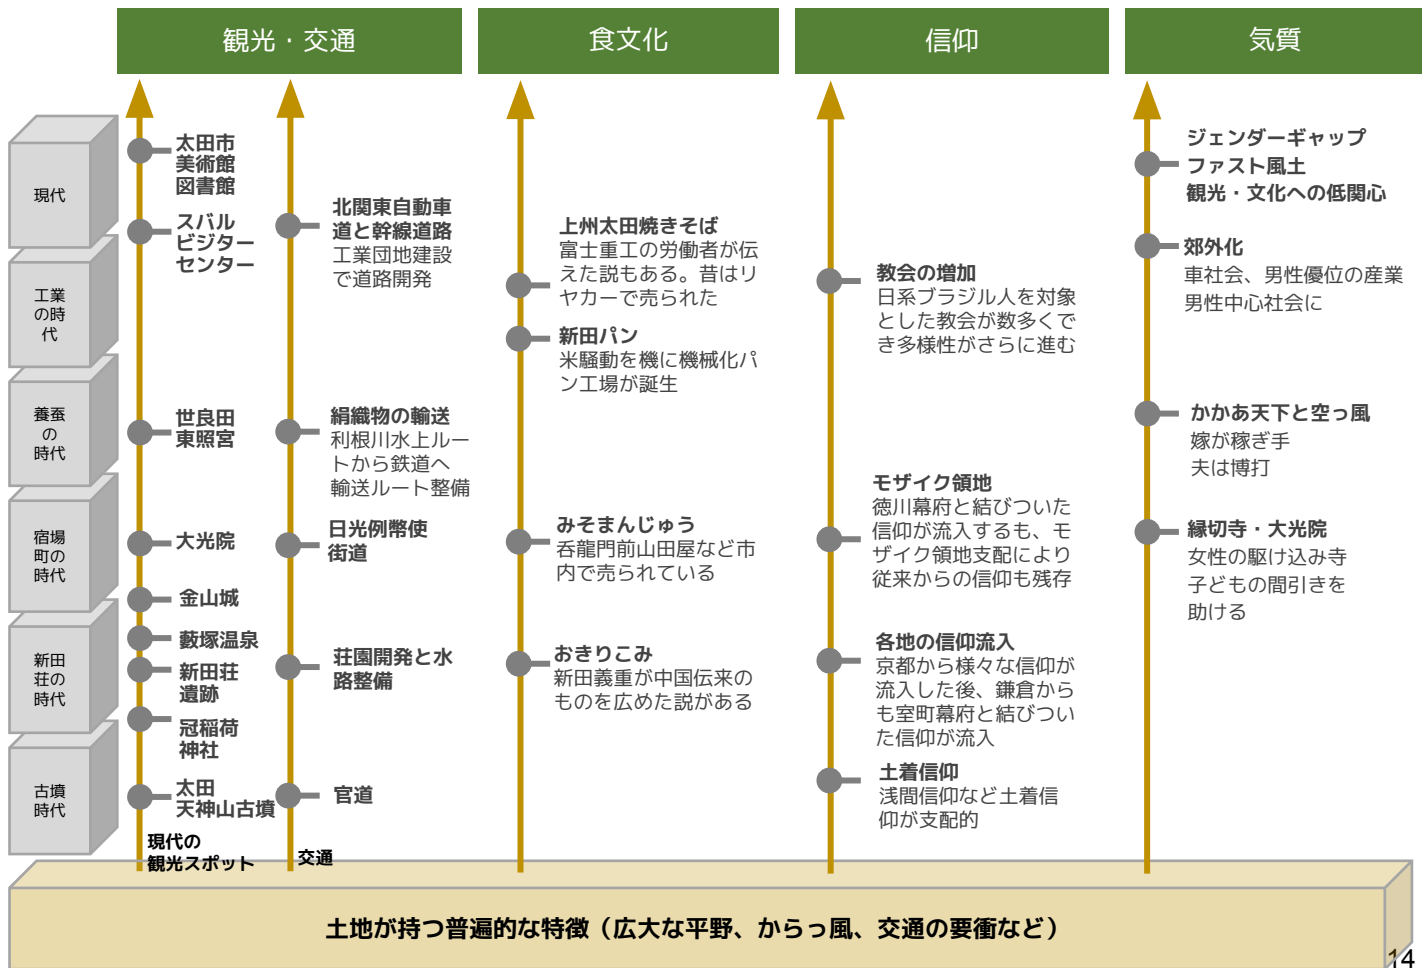 観光・交通
食文化
信仰
気質
現代
工業
の時
代
養蚕
の
時代
宿場
町の
時代
新田
荘の
時代
古墳
時代
太田市
美術館
図書館
スバル
ビジター
センター
世良田
東照宮
大光院
金山城
藪塚温泉
新田荘
遺跡
冠稲荷
神社
太田
天神山古墳
現代の
観光スポット
北関東自動車
道と幹線道路
工業団地建設
で道路開発
絹織物の輸送
利根川水上ルー
トから鉄道へ
輸送ルート整備
日光例幣使
街道
荘園開発と水
路整備
官道
交通
上州太田焼きそば
富士重工の労働者が伝
えた説もある。昔はリ
ヤカーで売られた
新田パン
米騒動を機に機械化パ
ン工場が誕生
みそまんじゅう
呑龍門前山田屋など市
内で売られている
おきりこみ
新田義重が中国伝来の
ものを広めた説がある
教会の増加
日系ブラジル人を対象
とした教会が数多くで
き多様性がさらに進む
モザイク領地
徳川幕府と結びついた
信仰が流入するも、モ
ザイク領地支配により
従来からの信仰も残存
各地の信仰流入
京都から様々な信仰が
流入した後、鎌倉から
も室町幕府と結びつい
た信仰が流入
土着信仰
浅間信仰など土着信
仰が支配的
ジェンダーギャップ
ファスト風土
観光・文化への低関心
郊外化
車社会、男性優位の産業
男性中心社会に
かかあ天下と空っ風
嫁が稼ぎ手
夫は博打
縁切寺・大光院
女性の駆け込み寺
子どもの間引きを
助ける
土地が持つ普遍的な特徴（広大な平野、からっ風、交通の要衝など）
14